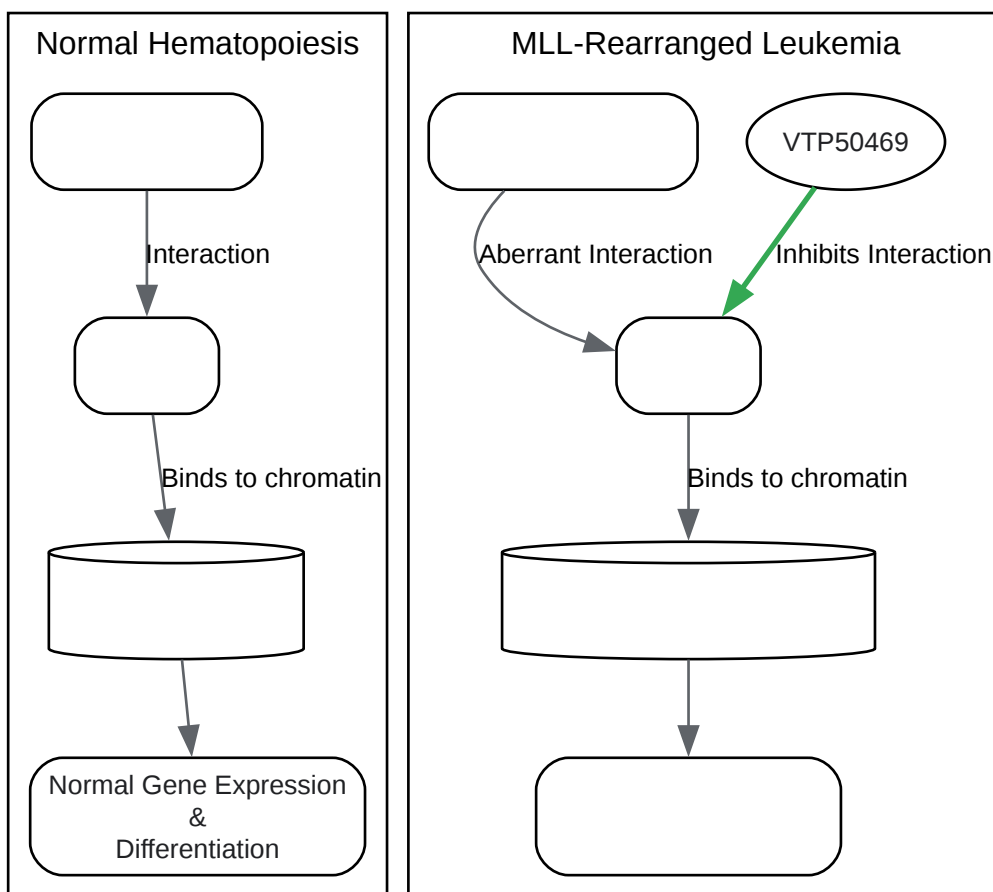 Normal Hematopoiesis
Interaction
Binds to chromatin
Normal Gene Expression
&
Differentiation
MLL-Rearranged Leukemia
VTP50469
Aberrant Interaction
Inhibits Interaction
Binds to chromatin